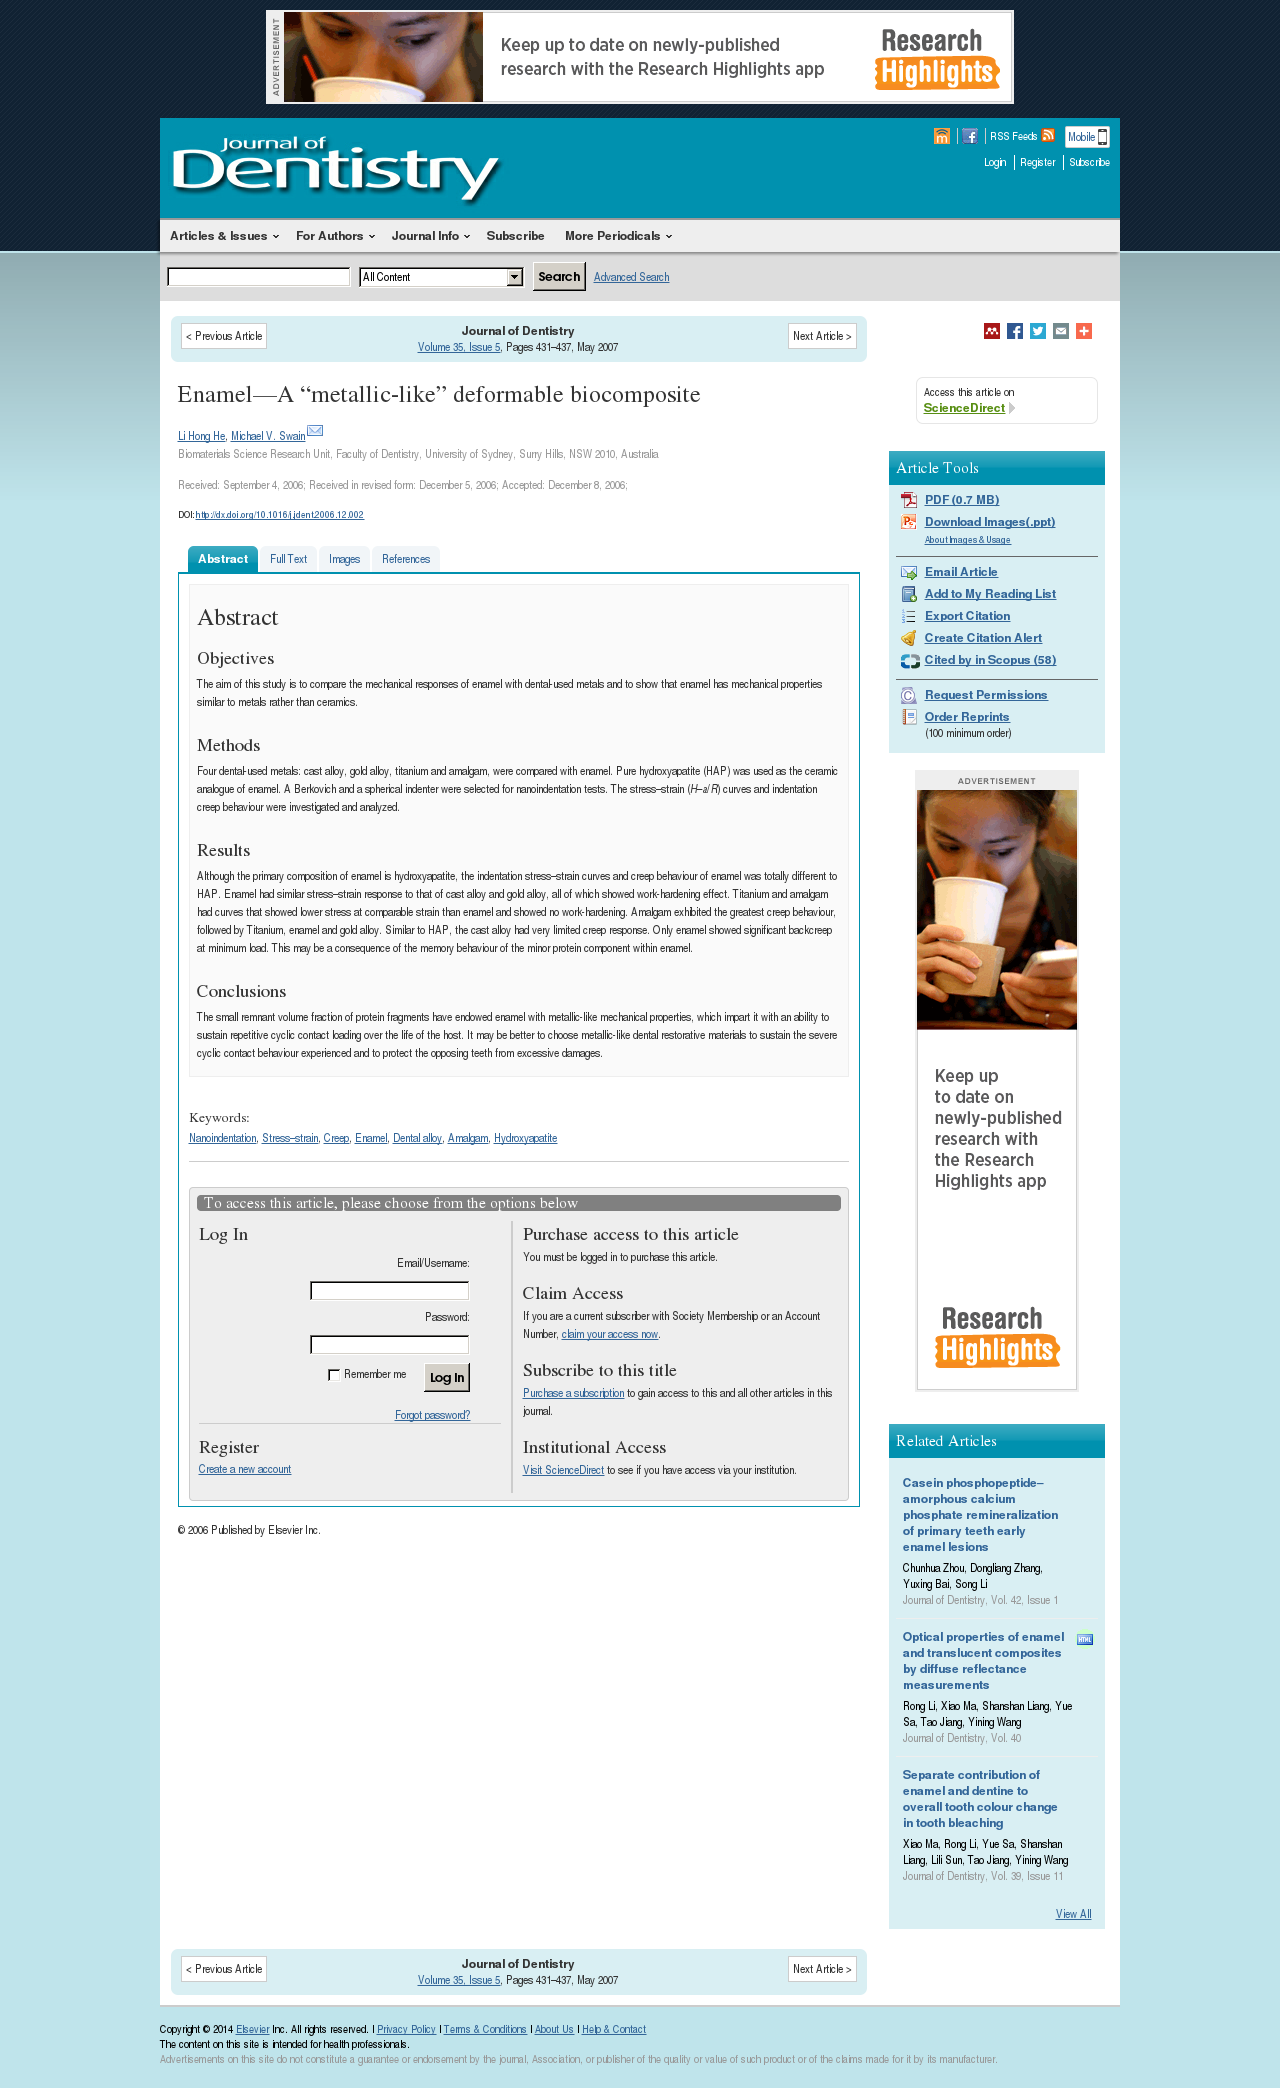 ADVERTISEMENT
Keep up to date on newly-published
research with the Research Highlights app
Research
Highlights
Journal of
Dentistry
RSS Feeds
Mobile
Login
Register
Subscribe
Articles & Issues
For Authors
Journal Info
Subscribe
More Periodicals
All Content
Search
Advanced Search
< Previous Article
Journal of Dentistry
Volume 35, Issue 5, Pages 431–437, May 2007
Next Article >
Enamel—A “metallic-like” deformable biocomposite
Li Hong He, Michael V. Swain
Biomaterials Science Research Unit, Faculty of Dentistry, University of Sydney, Surry Hills, NSW 2010, Australia
Received: September 4, 2006; Received in revised form: December 5, 2006; Accepted: December 8, 2006;
DOI: http://dx.doi.org/10.1016/j.jdent.2006.12.002
Abstract
Full Text
Images
References
Abstract
Objectives
The aim of this study is to compare the mechanical responses of enamel with dental-used metals and to show that enamel has mechanical properties
similar to metals rather than ceramics.
Methods
Four dental-used metals: cast alloy, gold alloy, titanium and amalgam, were compared with enamel. Pure hydroxyapatite (HAP) was used as the ceramic
analogue of enamel. A Berkovich and a spherical indenter were selected for nanoindentation tests. The stress–strain (H–a/R) curves and indentation
creep behaviour were investigated and analyzed.
Results
Although the primary composition of enamel is hydroxyapatite, the indentation stress–strain curves and creep behaviour of enamel was totally different to
HAP. Enamel had similar stress–strain response to that of cast alloy and gold alloy, all of which showed work-hardening effect. Titanium and amalgam
had curves that showed lower stress at comparable strain than enamel and showed no work-hardening. Amalgam exhibited the greatest creep behaviour,
followed by Titanium, enamel and gold alloy. Similar to HAP, the cast alloy had very limited creep response. Only enamel showed significant backcreep
at minimum load. This may be a consequence of the memory behaviour of the minor protein component within enamel.
Conclusions
The small remnant volume fraction of protein fragments have endowed enamel with metallic-like mechanical properties, which impart it with an ability to
sustain repetitive cyclic contact loading over the life of the host. It may be better to choose metallic-like dental restorative materials to sustain the severe
cyclic contact behaviour experienced and to protect the opposing teeth from excessive damages.
Keywords:
Nanoindentation, Stress–strain, Creep, Enamel, Dental alloy, Amalgam, Hydroxyapatite
To access this article, please choose from the options below
Log In
Email/Username:
Password:
Remember me
Log In
Forgot password?
Register
Create a new account
Purchase access to this article
You must be logged in to purchase this article.
Claim Access
If you are a current subscriber with Society Membership or an Account
Number, claim your access now.
Subscribe to this title
Purchase a subscription to gain access to this and all other articles in this
journal.
Institutional Access
Visit ScienceDirect to see if you have access via your institution.
© 2006 Published by Elsevier Inc.
Access this article on
ScienceDirect
Article Tools
PDF (0.7 MB)
Download Images(.ppt)
About Images & Usage
Email Article
Add to My Reading List
Export Citation
Create Citation Alert
Cited by in Scopus (58)
Request Permissions
Order Reprints
(100 minimum order)
ADVERTISEMENT
Keep up
to date on
newly-published
research with
the Research
Highlights app
Research
Highlights
Related Articles
Casein phosphopeptide–
amorphous calcium
phosphate remineralization
of primary teeth early
enamel lesions
Chunhua Zhou, Dongliang Zhang,
Yuxing Bai, Song Li
Journal of Dentistry, Vol. 42, Issue 1
Optical properties of enamel
and translucent composites
by diffuse reflectance
measurements
HTML
Rong Li, Xiao Ma, Shanshan Liang, Yue
Sa, Tao Jiang, Yining Wang
Journal of Dentistry, Vol. 40
Separate contribution of
enamel and dentine to
overall tooth colour change
in tooth bleaching
Xiao Ma, Rong Li, Yue Sa, Shanshan
Liang, Lili Sun, Tao Jiang, Yining Wang
Journal of Dentistry, Vol. 39, Issue 11
View All
< Previous Article
Journal of Dentistry
Volume 35, Issue 5, Pages 431–437, May 2007
Next Article >
Copyright © 2014 Elsevier Inc. All rights reserved. | Privacy Policy | Terms & Conditions | About Us | Help & Contact
The content on this site is intended for health professionals.
Advertisements on this site do not constitute a guarantee or endorsement by the journal, Association, or publisher of the quality or value of such product or of the claims made for it by its manufacturer.